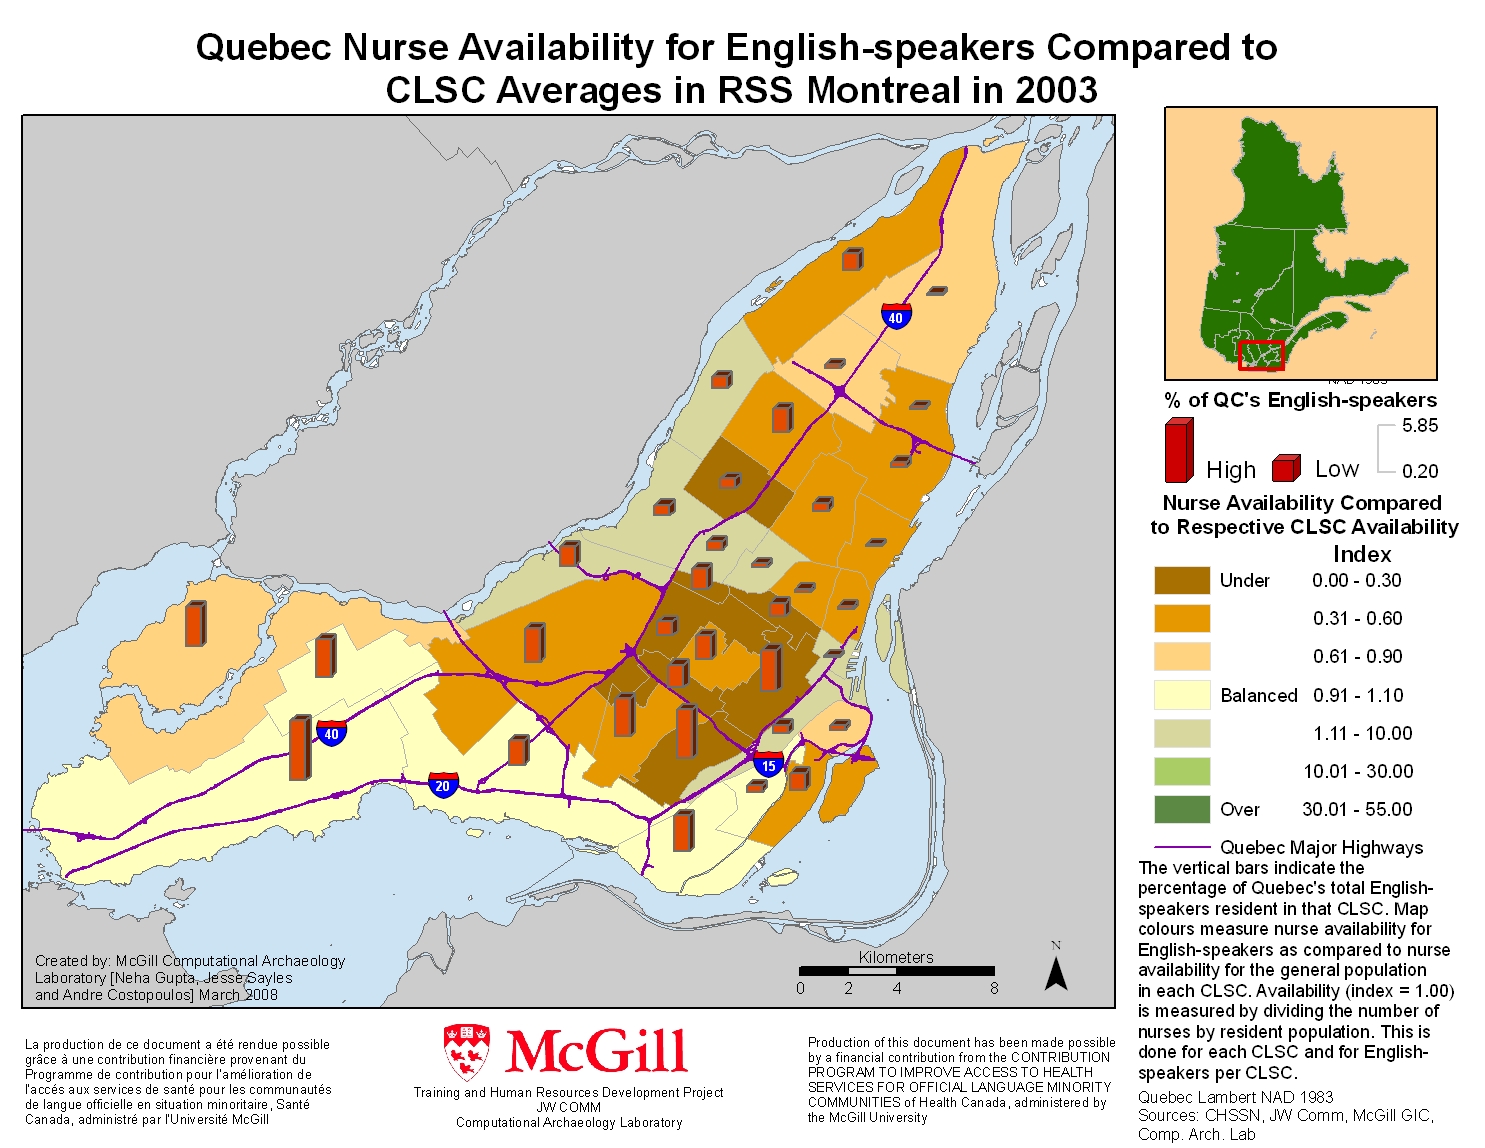 Quebec Nurse Availability for English-speakers Compared to
CLSC Averages in RSS Montreal in 2003
40
40
20
15
Created by: McGill Computational Archaeology
Laboratory [Neha Gupta, Jesse Sayles
and Andre Costopoulos] March 2008
Kilometers
0 2 4 8
N
NAD 1983
% of QC's English-speakers
5.85
High Low
0.20
Nurse Availability Compared
to Respective CLSC Availability
Index
Under 0.00 - 0.30
0.31 - 0.60
0.61 - 0.90
Balanced 0.91 - 1.10
1.11 - 10.00
10.01 - 30.00
Over 30.01 - 55.00
Quebec Major Highways
The vertical bars indicate the
percentage of Quebec's total English-
speakers resident in that CLSC. Map
colours measure nurse availability for
English-speakers as compared to nurse
availability for the general population
in each CLSC. Availability (index = 1.00)
is measured by dividing the number of
nurses by resident population. This is
done for each CLSC and for English-
speakers per CLSC.
Quebec Lambert NAD 1983
Sources: CHSSN, JW Comm, McGill GIC,
Comp. Arch. Lab
La production de ce document a été rendue possible
grâce à une contribution financière provenant du
Programme de contribution pour l'amélioration de
l'accés aux services de santé pour les communautés
de langue officielle en situation minoritaire, Santé
Canada, administré par l'Université McGill
McGill
Training and Human Resources Development Project
JW COMM
Computational Archaeology Laboratory
Production of this document has been made possible
by a financial contribution from the CONTRIBUTION
PROGRAM TO IMPROVE ACCESS TO HEALTH
SERVICES FOR OFFICIAL LANGUAGE MINORITY
COMMUNITIES of Health Canada, administered by
the McGill University